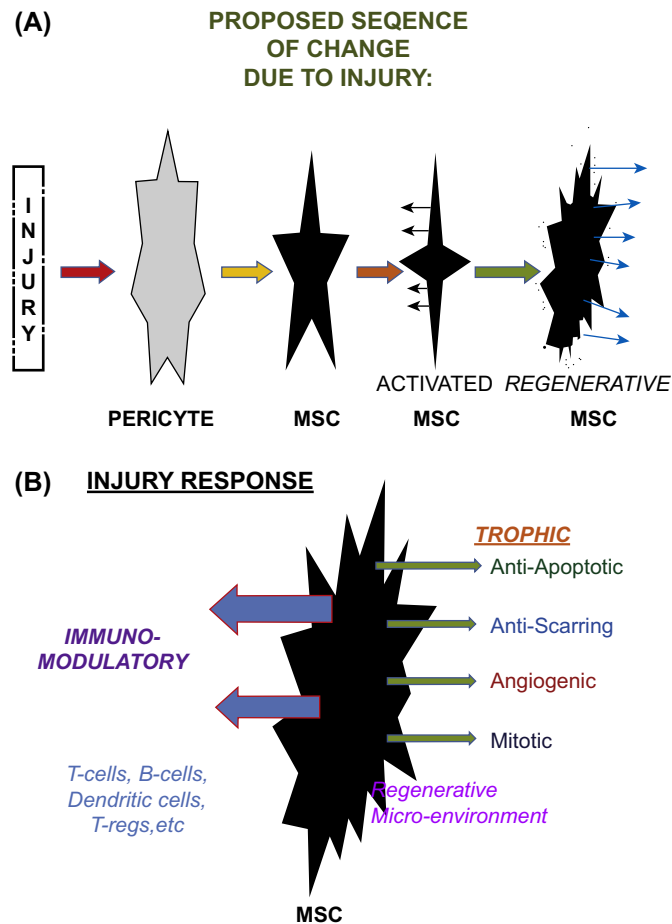 (A)
PROPOSED SEQENCE
OF CHANGE
DUE TO INJURY:
INJURY
ACTIVATED
REGENERATIVE
PERICYTE
MSC
MSC
MSC
(B)
INJURY RESPONSE
TROPHIC
Anti-Apoptotic
Anti-Scarring
IMMUNO-
MODULATORY
Angiogenic
Mitotic
T-cells, B-cells,
Dendritic cells,
T-regs,etc
Regenerative
Micro-environment
MSC